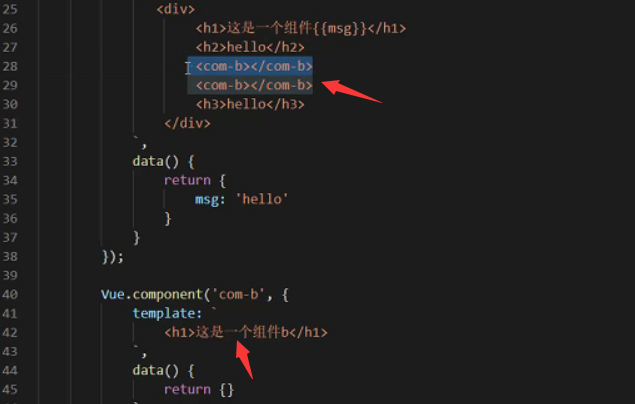 25 <div>
26 <h1>这是一个组件{{msg}}</h1>
27 <h2>hello</h2>
28 <com-b></com-b>
29 <com-b></com-b>
30 <h3>hello</h3>
31 </div>
32 `,
33 data() {
34 return {
35 msg: 'hello'
36 }
37 }
38 });
39
40 Vue.component('com-b', {
41 template: `
42 <h1>这是一个组件b</h1>
43 `,
44 data() {
45 return {}